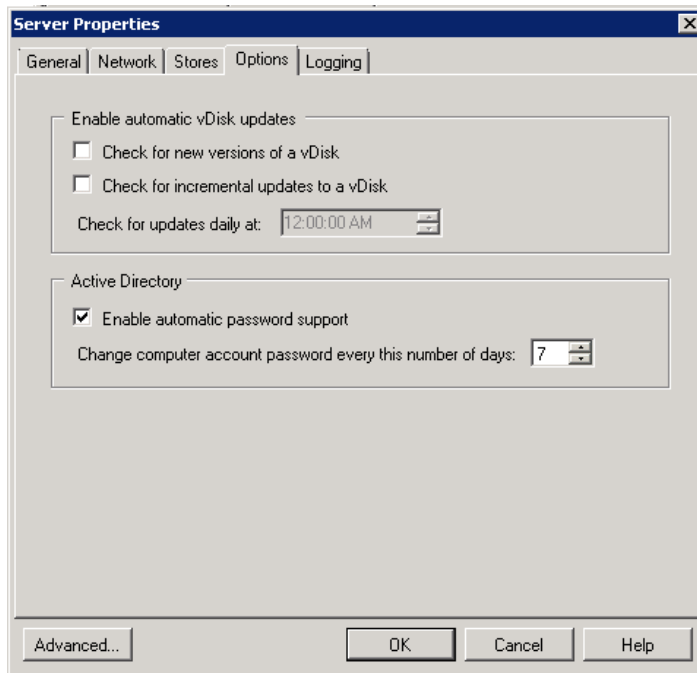 Server Properties
General Network Stores Options Logging
Enable automatic vDisk updates
Check for new versions of a vDisk
Check for incremental updates to a vDisk
Check for updates daily at: 12:00:00 AM
Active Directory
Enable automatic password support
Change computer account password every this number of days: 7
Advanced... OK Cancel Help